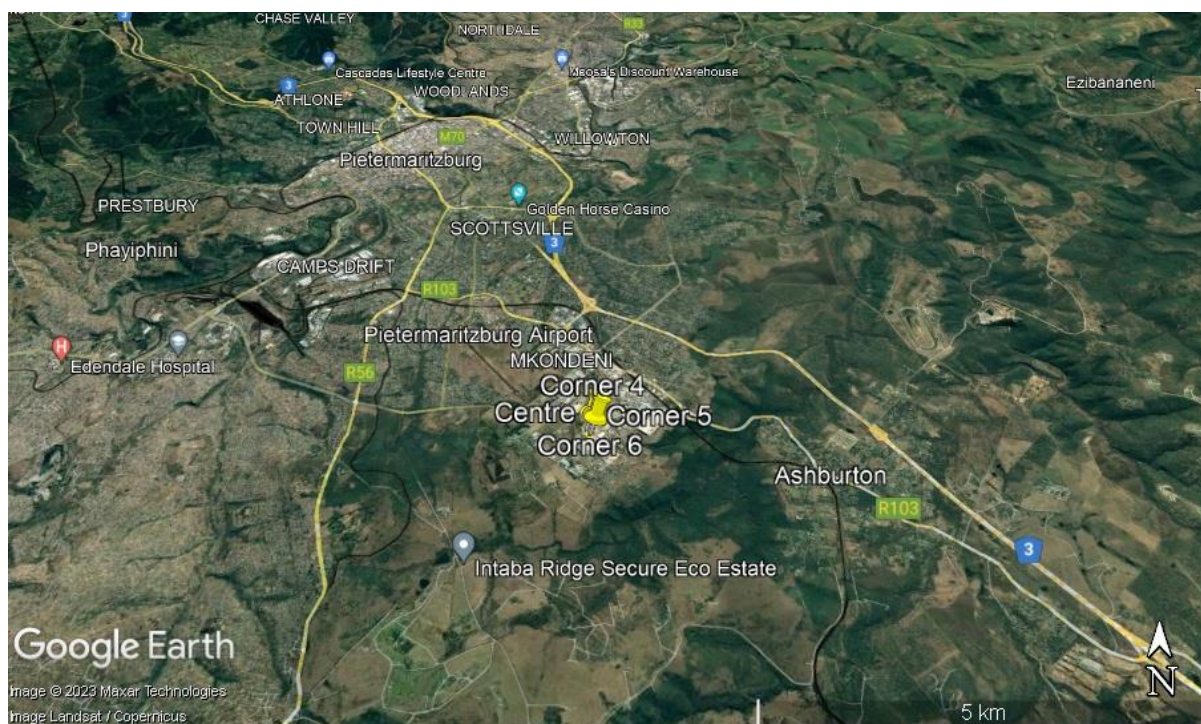 CHASE VALLEY
3
NORTHDALE
R33
Cascades Lifestyle Centre
Meosa's Discount Warehouse
Ezibananeni
3
ATHLONE
WOODLANDS
TOWN HILL
M70
WILLOWTON
Pietermaritzburg
PRESTBURY
Golden Horse Casino
Phayiphini
SCOTTSVILLE
3
CAMPS DRIFT
R103
Pietermaritzburg Airport
H
Edendale Hospital
MKONDENI
R56
Corner 4
Centre
Corner 5
Corner 6
Ashburton
R103
3
Intaba Ridge Secure Eco Estate
Google Earth
Image © 2023 Maxar Technologies
Image Landsat / Copernicus
N
5 km